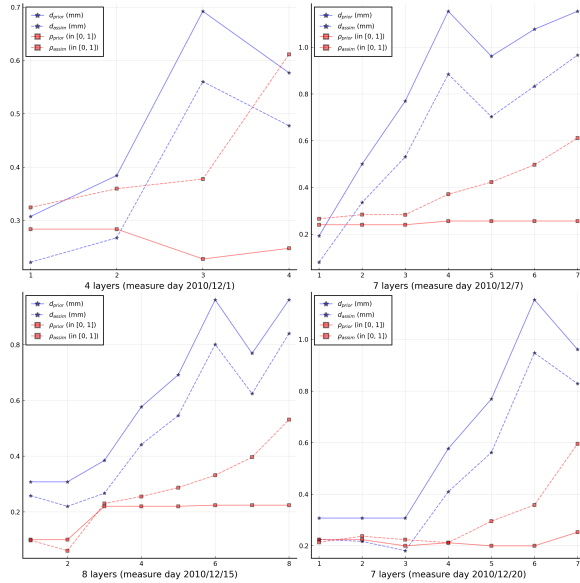 0.7
0.6
0.5
0.4
0.3
d_prior (mm)
d_assim (mm)
ρ_prior (in [0, 1])
ρ_assim (in [0, 1])
1 2 3 4
4 layers (measure day 2010/12/1)
1.0
0.8
0.6
0.4
0.2
d_prior (mm)
d_assim (mm)
ρ_prior (in [0, 1])
ρ_assim (in [0, 1])
1 2 3 4 5 6 7
7 layers (measure day 2010/12/7)
0.8
0.6
0.4
0.2
d_prior (mm)
d_assim (mm)
ρ_prior (in [0, 1])
ρ_assim (in [0, 1])
2 4 6 8
8 layers (measure day 2010/12/15)
1.0
0.8
0.6
0.4
0.2
d_prior (mm)
d_assim (mm)
ρ_prior (in [0, 1])
ρ_assim (in [0, 1])
1 2 3 4 5 6 7
7 layers (measure day 2010/12/20)